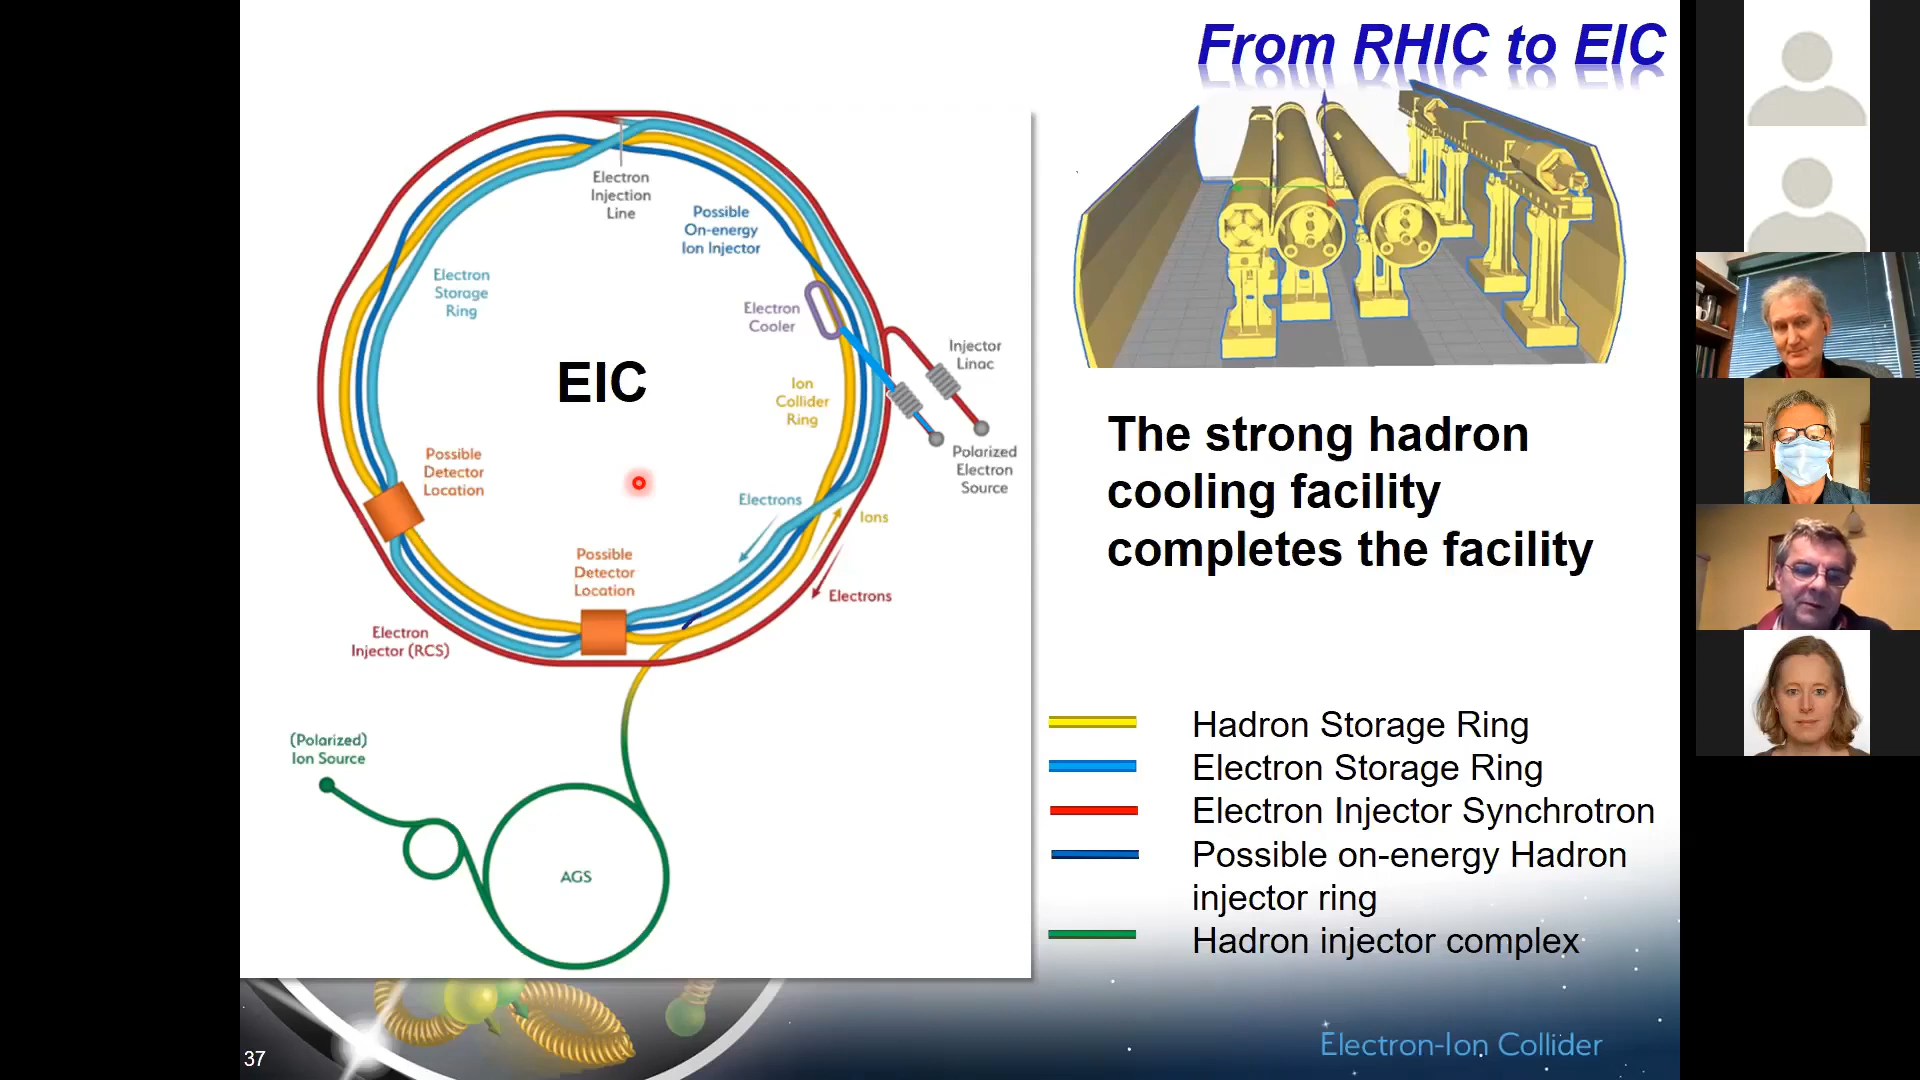 From RHIC to EIC
Electron
Injection
Line
Possible
On-energy
Ion Injector
Electron
Storage
Ring
Electron
Cooler
Injector
Linac
EIC
Ion
Collider
Ring
Possible
Detector
Location
Polarized
Electron
Source
Electrons
Ions
Possible
Detector
Location
Electrons
Electron
Injector (RCS)
(Polarized)
Ion Source
AGS
The strong hadron
cooling facility
completes the facility
Hadron Storage Ring
Electron Storage Ring
Electron Injector Synchrotron
Possible on-energy Hadron
injector ring
Hadron injector complex
Electron-Ion Collider
37